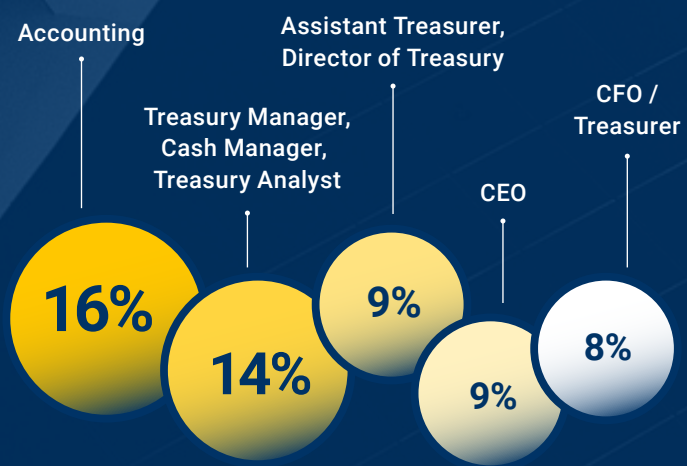 Accounting
Assistant Treasurer,
Director of Treasury
CFO /
Treasurer
Treasury Manager,
Cash Manager,
Treasury Analyst
CEO
16%
14%
9%
9%
8%